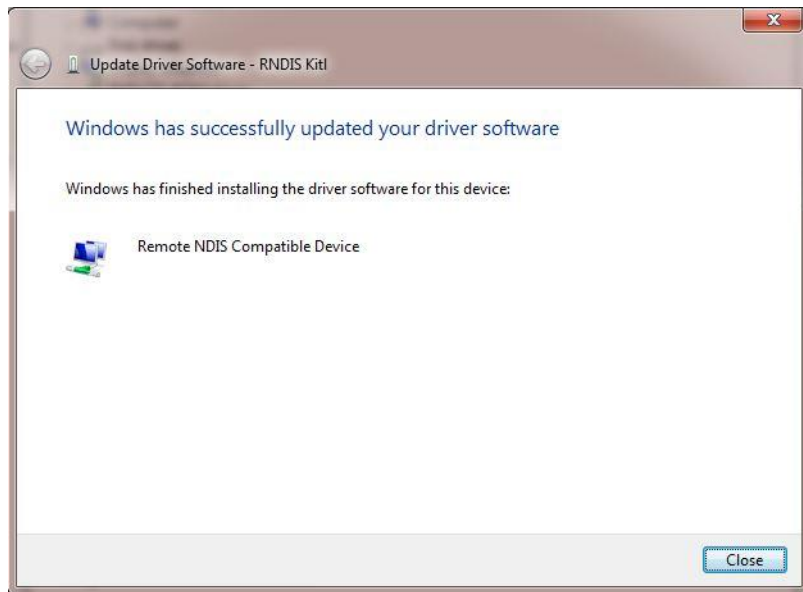 Update Driver Software - RNDIS Kitl
Windows has successfully updated your driver software
Windows has finished installing the driver software for this device:
Remote NDIS Compatible Device
Close